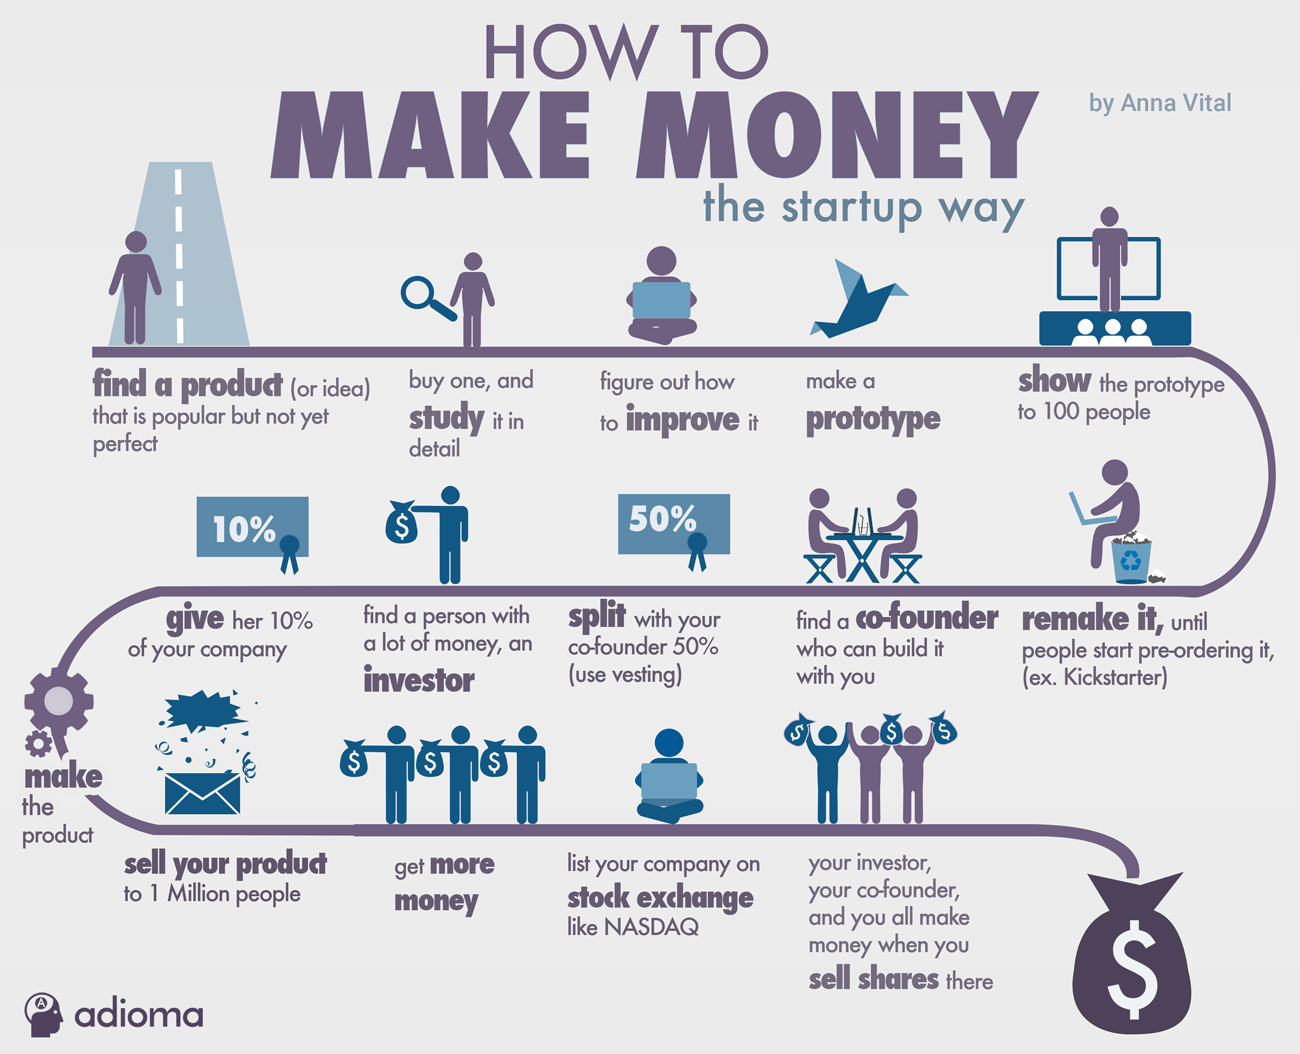 HOW TO
MAKE MONEY
by Anna Vital
the startup way
find a product (or idea)
that is popular but not yet
perfect
buy one, and
study it in
detail
figure out how
to improve it
make a
prototype
show the prototype
to 100 people
remake it, until
people start pre-ordering it,
(ex. Kickstarter)
find a co-founder
who can build it
with you
50%
split with your
co-founder 50%
(use vesting)
$
find a person with
a lot of money, an
investor
10%
give her 10%
of your company
make
the
product
sell your product
to 1 Million people
$
$
$
get more
money
list your company on
stock exchange
like NASDAQ
$
$
$
your investor,
your co-founder,
and you all make
money when you
sell shares there
$
A
adioma